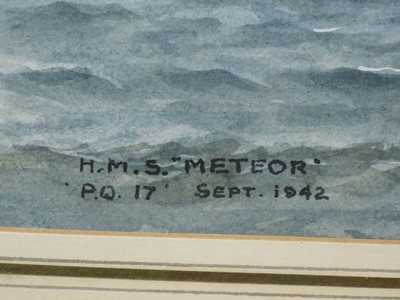 H.M.S. "METEOR"
'P.Q. 17' SEPT. 1942